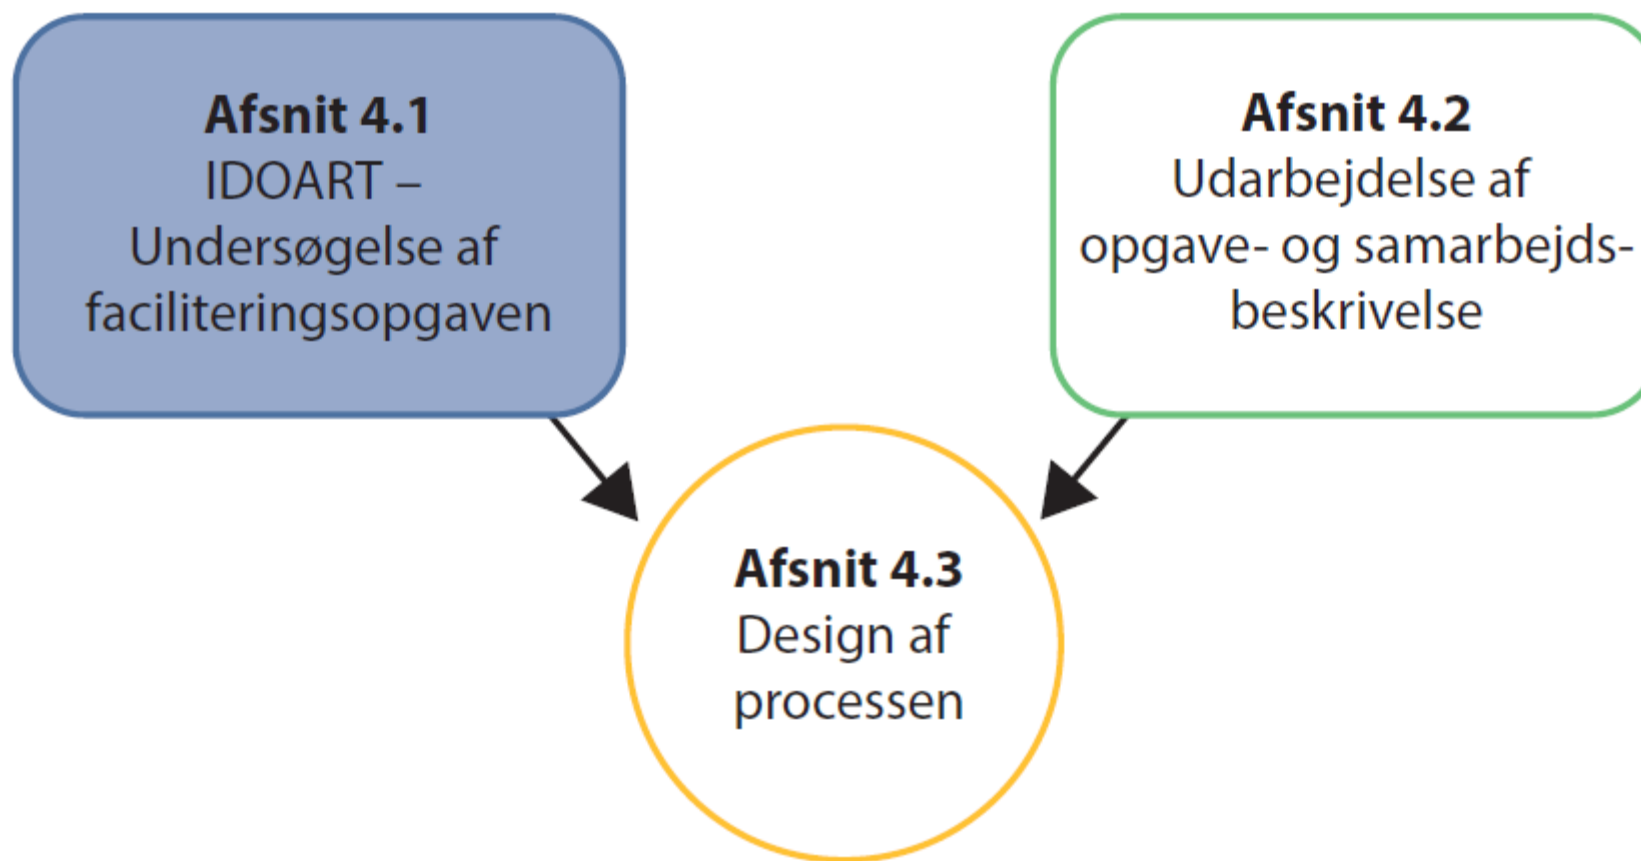 Afsnit 4.1
IDOART –
Undersøgelse af
faciliteringsopgaven
Afsnit 4.2
Udarbejdelse af
opgave- og samarbejds-
beskrivelse
Afsnit 4.3
Design af
processen